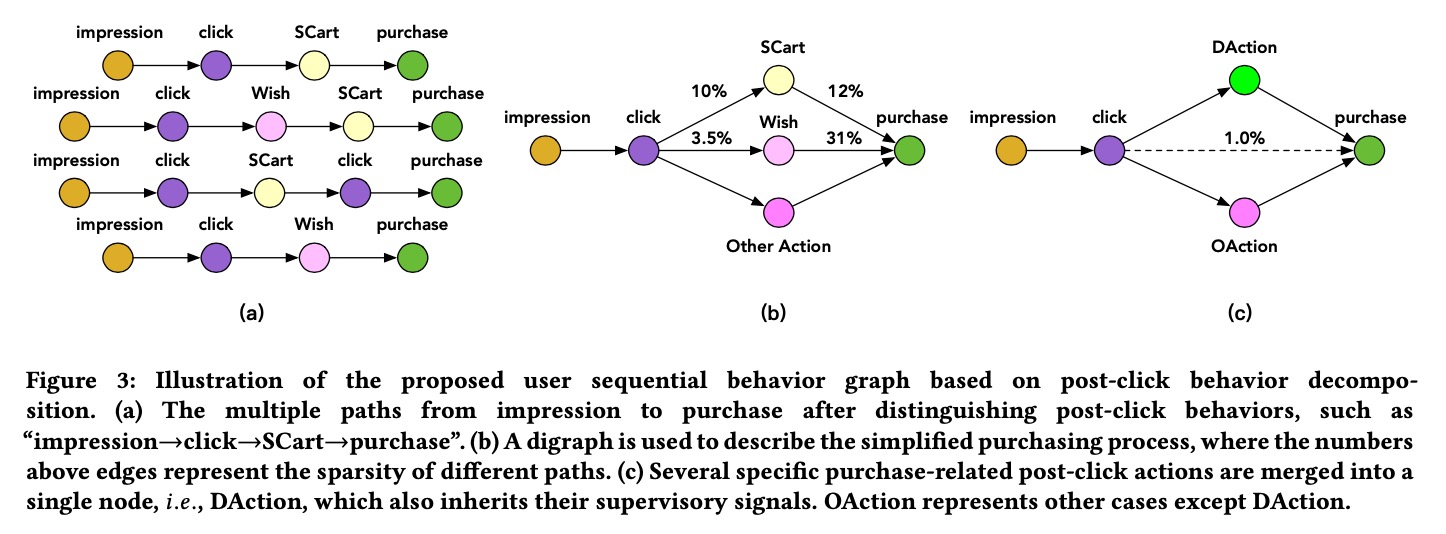 impression click SCart purchase
impression click Wish SCart purchase
impression click SCart click purchase
impression click Wish purchase
(a)
SCart
10% 12%
impression click Wish purchase
3.5% 31%
Other Action
(b)
DAction
impression click purchase
1.0%
OAction
(c)
Figure 3: Illustration of the proposed user sequential behavior graph based on post-click behavior decompo-
sition. (a) The multiple paths from impression to purchase after distinguishing post-click behaviors, such as
“impression→click→SCart→purchase”. (b) A digraph is used to describe the simplified purchasing process, where the numbers
above edges represent the sparsity of different paths. (c) Several specific purchase-related post-click actions are merged into a
single node, i.e., DAction, which also inherits their supervisory signals. OAction represents other cases except DAction.